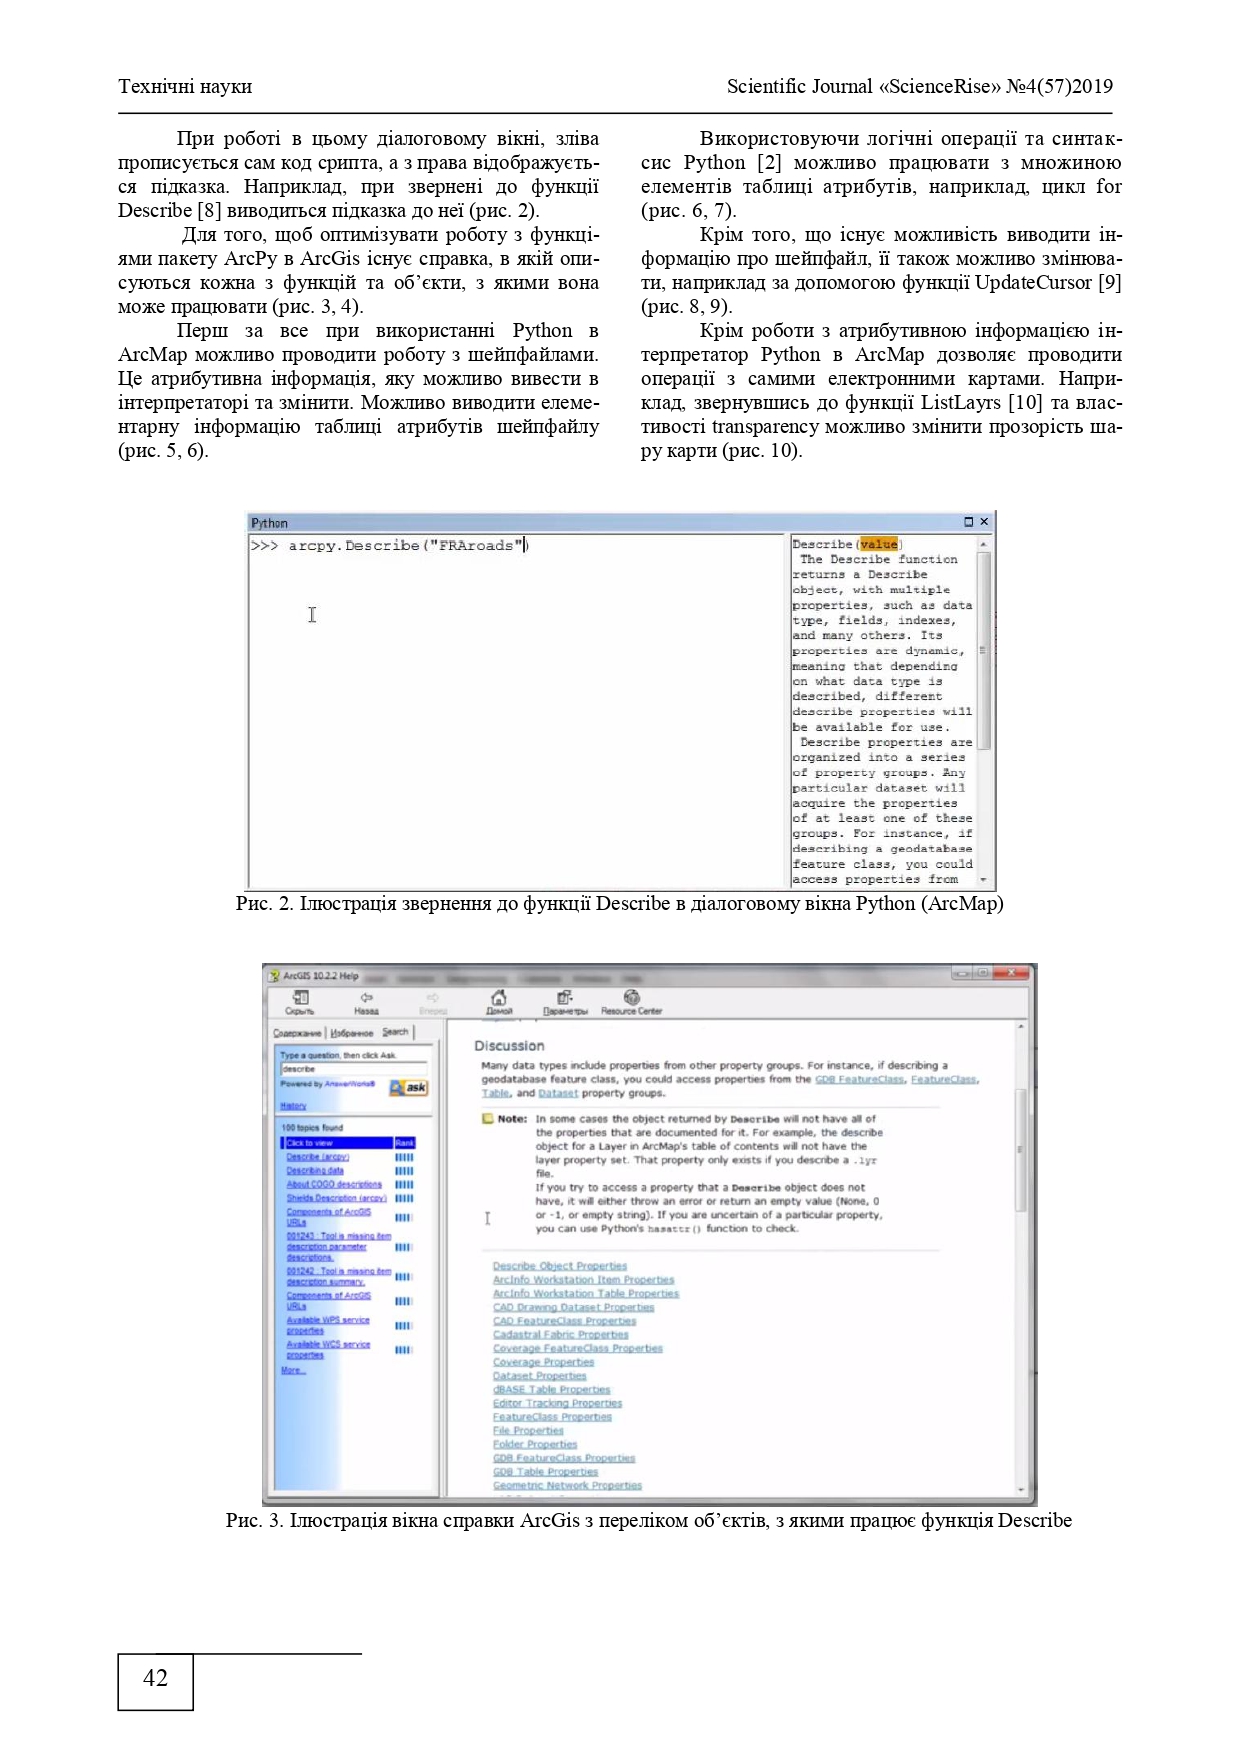 Технічні науки
Scientific Journal «ScienceRise» №4(57)2019
При роботі в цьому діалоговому вікні, зліва
прописується сам код срипта, а з права відображуєть-
ся підказка. Наприклад, при звернені до функції
Describe [8] виводиться підказка до неї (рис. 2).
Для того, щоб оптимізувати роботу з функці-
ями пакету ArcPy в ArcGis існує справка, в якій опи-
суються кожна з функцій та об’єкти, з якими вона
може працювати (рис. 3, 4).
Перш за все при використанні Python в
ArcMap можливо проводити роботу з шейпфайлами.
Це атрибутивна інформація, яку можливо вивести в
інтерпретаторі та змінити. Можливо виводити елеме-
нтарну інформацію таблиці атрибутів шейпфайлу
(рис. 5, 6).
Використовуючи логічні операції та синтак-
сис Python [2] можливо працювати з множиною
елементів таблиці атрибутів, наприклад, цикл for
(рис. 6, 7).
Крім того, що існує можливість виводити ін-
формацію про шейпфайл, її також можливо змінюва-
ти, наприклад за допомогою функції UpdateCursor [9]
(рис. 8, 9).
Крім роботи з атрибутивною інформацією ін-
терпретатор Python в ArcMap дозволяє проводити
операції з самими електронними картами. Напри-
клад, звернувшись до функції ListLayrs [10] та влас-
тивості transparency можливо змінити прозорість ша-
ру карти (рис. 10).
Python
>>> arcpy.Describe("FRAroads")
Describe(value)
The Describe function
returns a Describe
object, with multiple
properties, such as data
type, fields, indexes,
and many others. Its
properties are dynamic,
meaning that depending
on what data type is
described, different
describe properties will
be available for use.
Describe properties are
organized into a series
of property groups. Any
particular dataset will
acquire the properties
of at least one of these
groups. For instance, if
describing a geodatabase
feature class, you could
access properties from
Рис. 2. Ілюстрація звернення до функції Describe в діалоговому вікна Python (ArcMap)
ArcGIS 10.2.2 Help
Скрыть Назад Вперед Домой Параметры Resource Center
Содержание Избранное Search
Type a question, then click Ask.
describe
Powered by AnswerWorks®
ask
History
100 topics found
Click to view Rank
Describe (arcpy)
Describing data
About COGO descriptions
Shields Description (arcpy)
Components of ArcGIS
URLs
001243 : Tool is missing item
description parameter
descriptions.
001242 : Tool is missing item
description summary.
Components of ArcGIS
URLs
Available WPS service
properties
Available WCS service
properties
More...
Discussion
Many data types include properties from other property groups. For instance, if describing a
geodatabase feature class, you could access properties from the GDB FeatureClass, FeatureClass,
Table, and Dataset property groups.
Note: In some cases the object returned by Describe will not have all of
the properties that are documented for it. For example, the describe
object for a Layer in ArcMap's table of contents will not have the
layer property set. That property only exists if you describe a .lyr
file.
If you try to access a property that a Describe object does not
have, it will either throw an error or return an empty value (None, 0
or -1, or empty string). If you are uncertain of a particular property,
you can use Python's hasattr() function to check.
Describe Object Properties
ArcInfo Workstation Item Properties
ArcInfo Workstation Table Properties
CAD Drawing Dataset Properties
CAD FeatureClass Properties
Cadastral Fabric Properties
Coverage FeatureClass Properties
Coverage Properties
Dataset Properties
dBASE Table Properties
Editor Tracking Properties
FeatureClass Properties
File Properties
Folder Properties
GDB FeatureClass Properties
GDB Table Properties
Geometric Network Properties
Рис. 3. Ілюстрація вікна справки ArcGis з переліком об’єктів, з якими працює функція Describe
42